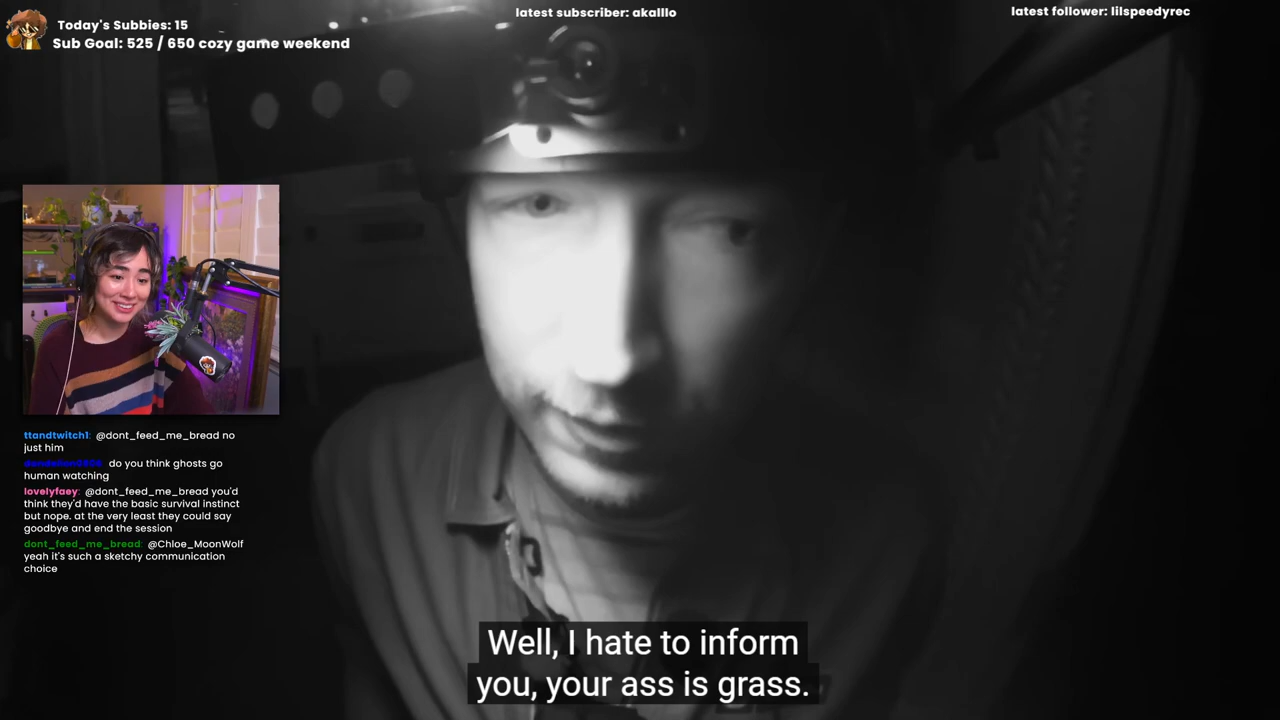 Today's Subbies: 15
Sub Goal: 525 / 650 cozy game weekend
latest subscriber: akalllo
latest follower: lilspeedyrec
ttandtwitch1: @dont_feed_me_bread no
just him
do you think ghosts go
human watching
lovelyfaey: @dont_feed_me_bread you'd
think they'd have the basic survival instinct
but nope. at the very least they could say
goodbye and end the session
dont_feed_me_bread: @Chloe_MoonWolf
yeah it's such a sketchy communication
choice
Well, I hate to inform
you, your ass is grass.